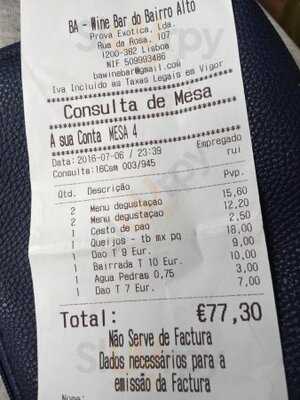 BA - Wine Bar do Bairro Alto
Prova Exotica, Lda.
Rua da Rosa, 107
1200-382 Lisboa
NIF 509993486
bawinebar@gmail.com
Iva Incluido as Taxas Legais em Vigor
Consulta de Mesa
A sua Conta MESA 4
Data:2016-07-06 / 23:39 Empregado
Consulta:16Csm 003/945 rui
Qtd. Descrição Pvp.
2 Menu degustaçao 15,60
2 Menu degustaçao 12,20
1 Cesto de pao 2,50
1 Queijos - tb mx pq 18,00
1 Dao T 9 Eur. 9,00
1 Bairrada T 10 Eur. 10,00
1 Agua Pedras 0,75 3,00
1 Dao T 7 Eur. 7,00
Total: €77,30
Não Serve de Factura
Dados necessários para a
emissão da Factura
Nome: